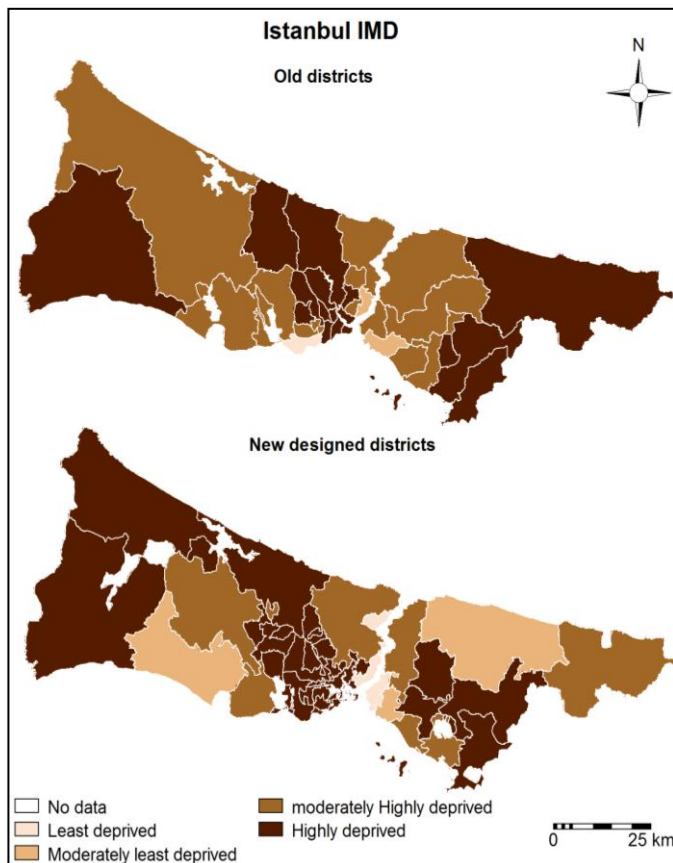 Istanbul IMD
Old districts
N
New designed districts
No data
Least deprived
Moderately least deprived
moderately Highly deprived
Highly deprived
0 25 km